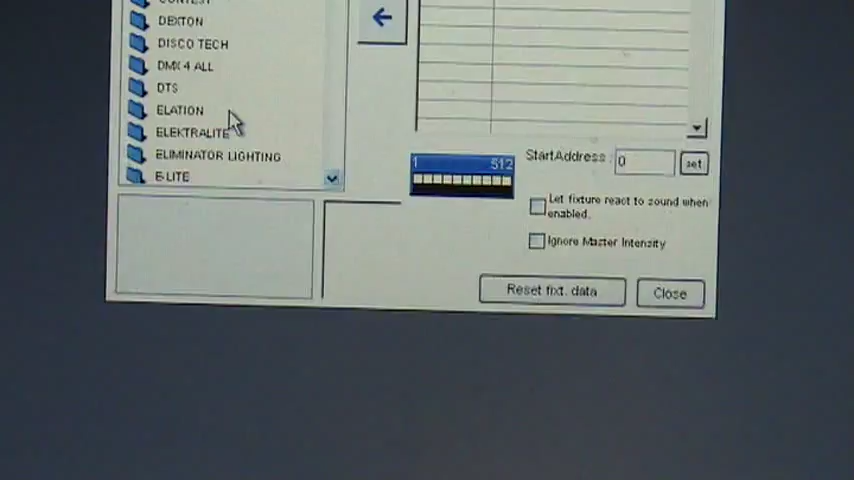 CONTEST
DEXTON
DISCO TECH
DMX 4 ALL
DTS
ELATION
ELEKTRALITE
ELIMINATOR LIGHTING
E-LITE
1 512
StartAddress : 0 set
Let fixture react to sound when
enabled.
Ignore Master Intensity
Reset fixt. data Close